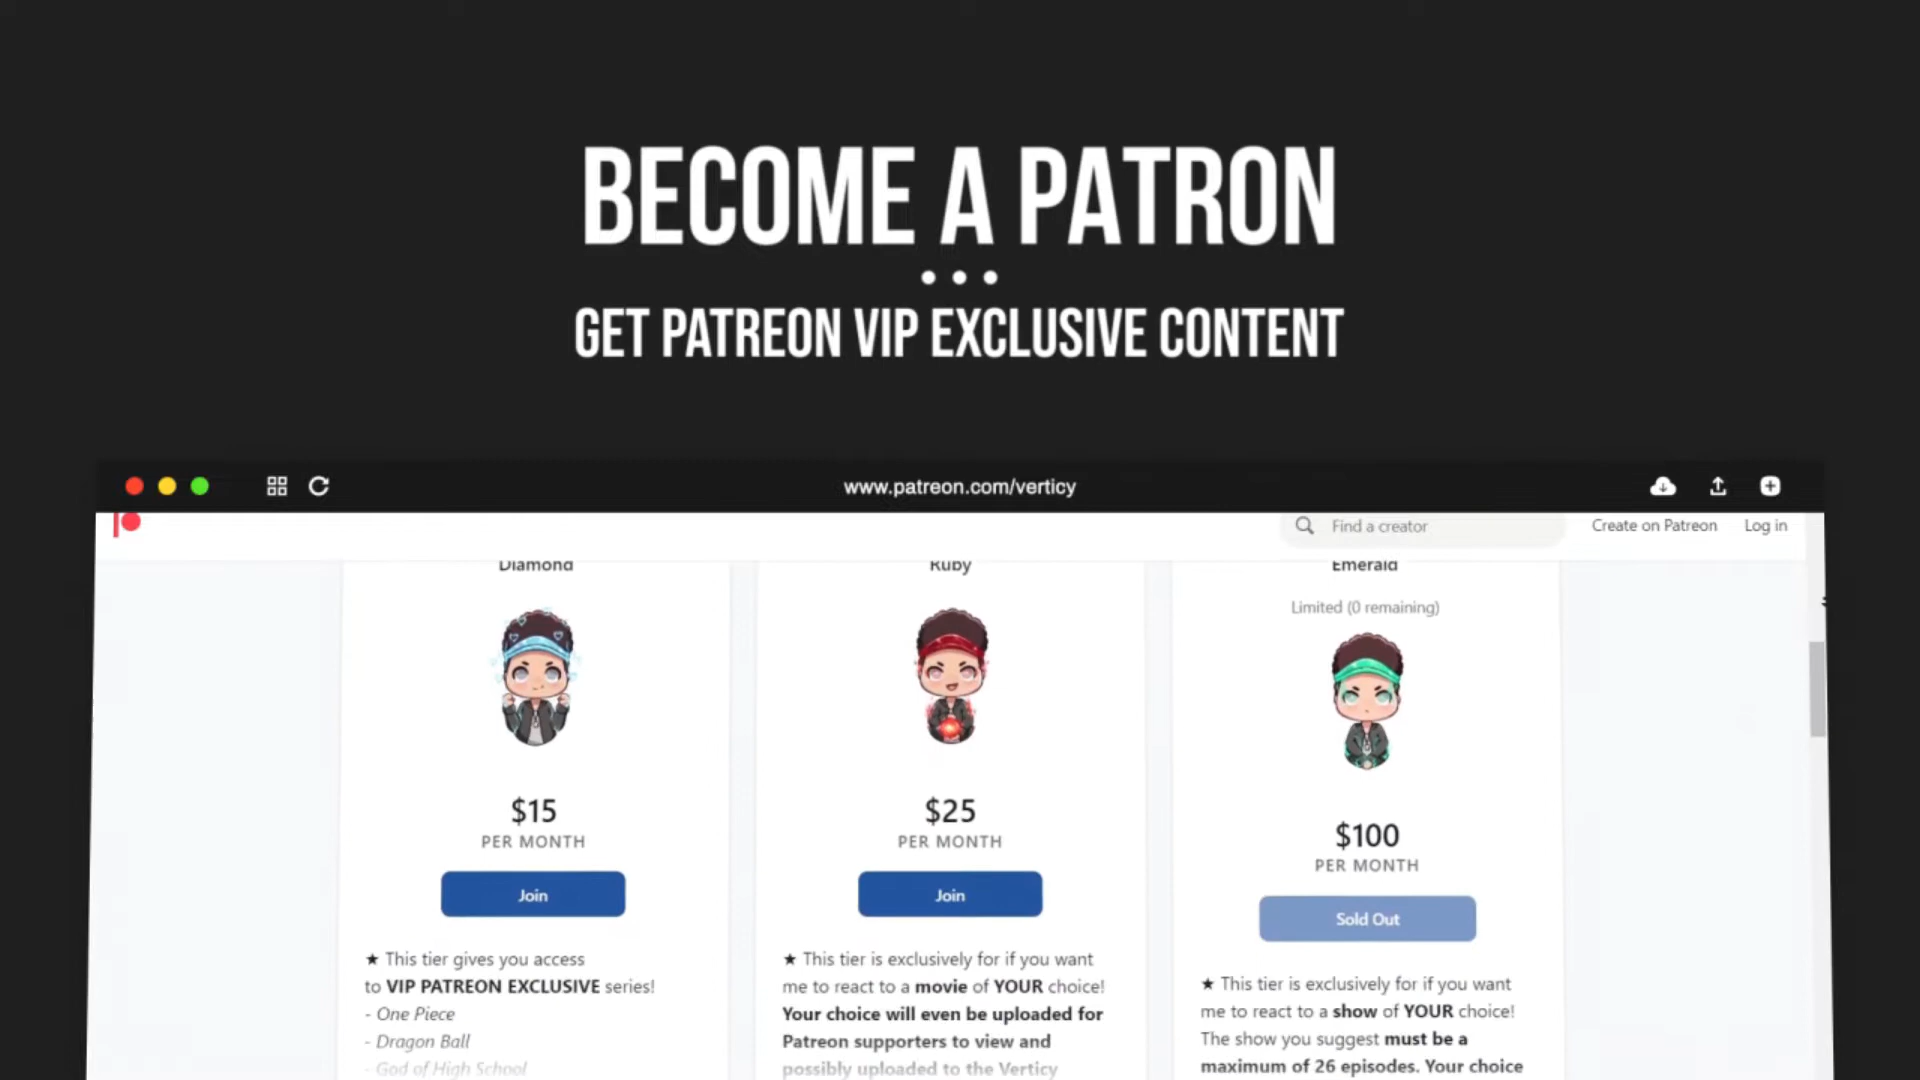 BECOME A PATRON
GET PATREON VIP EXCLUSIVE CONTENT
www.patreon.com/verticy
Find a creator
Create on Patreon
Log in
Diamond
Ruby
Emerald
Limited (0 remaining)
$15
PER MONTH
Join
★ This tier gives you access
to VIP PATREON EXCLUSIVE series!
- One Piece
- Dragon Ball
- God of High School
$25
PER MONTH
Join
★ This tier is exclusively for if you want
me to react to a movie of YOUR choice!
Your choice will even be uploaded for
Patreon supporters to view and
possibly uploaded to the Verticy
$100
PER MONTH
Sold Out
★ This tier is exclusively for if you want
me to react to a show of YOUR choice!
The show you suggest must be a
maximum of 26 episodes. Your choice